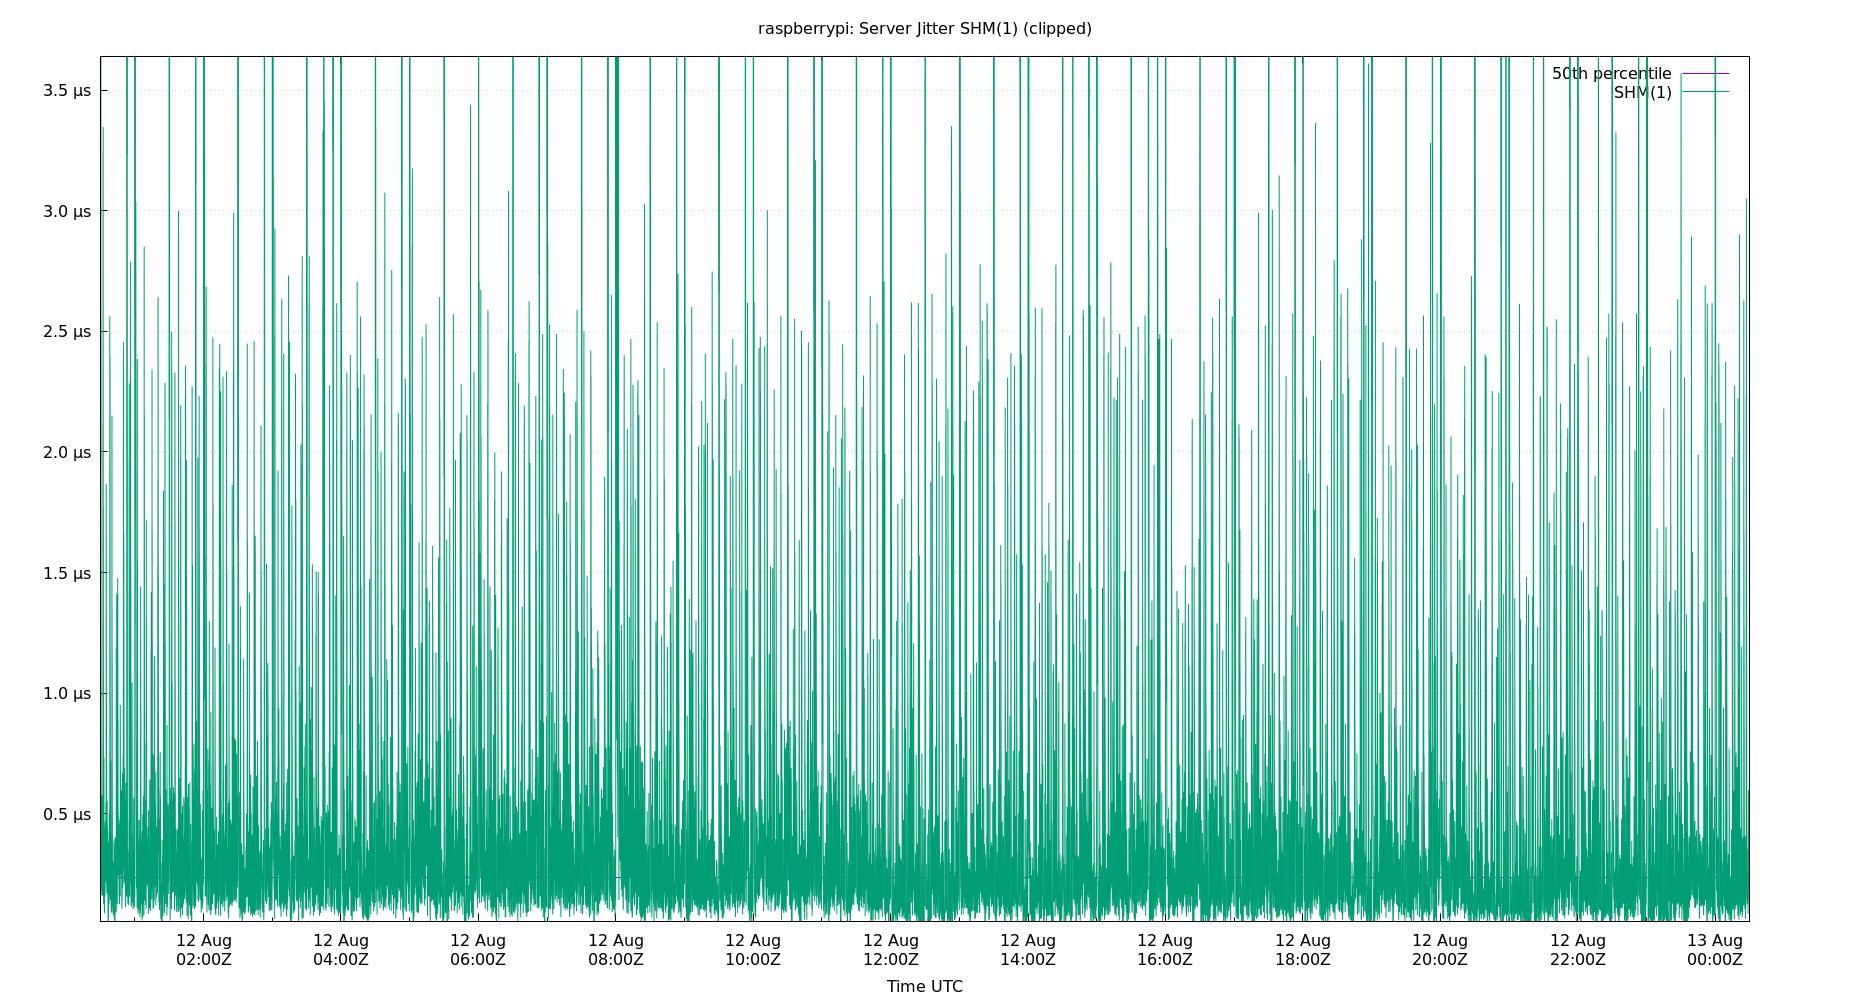 raspberrypi: Server Jitter SHM(1) (clipped)
50th percentile
SHM(1)
3.5 µs
3.0 µs
2.5 µs
2.0 µs
1.5 µs
1.0 µs
0.5 µs
12 Aug 12 Aug 12 Aug 12 Aug 12 Aug 12 Aug 12 Aug 12 Aug 12 Aug 12 Aug 12 Aug 13 Aug
02:00Z 04:00Z 06:00Z 08:00Z 10:00Z 12:00Z 14:00Z 16:00Z 18:00Z 20:00Z 22:00Z 00:00Z
Time UTC